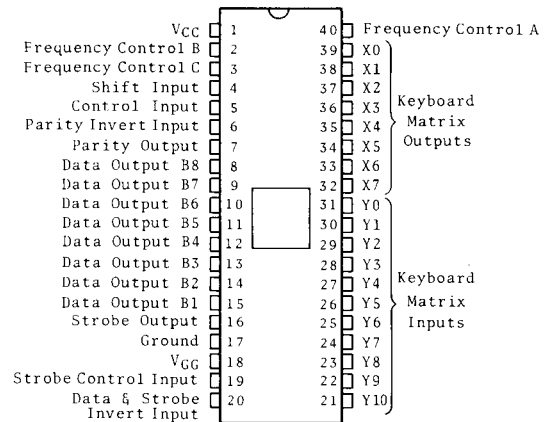 VCC 1 40 Frequency Control A
Frequency Control B 2 39 X0
Frequency Control C 3 38 X1
Shift Input 4 37 X2
Control Input 5 36 X3
Parity Invert Input 6 35 X4
Parity Output 7 34 X5
Data Output B8 8 33 X6
Data Output B7 9 32 X7
Keyboard
Matrix
Outputs
Data Output B6 10 31 Y0
Data Output B5 11 30 Y1
Data Output B4 12 29 Y2
Data Output B3 13 28 Y3
Data Output B2 14 27 Y4
Data Output B1 15 26 Y5
Strobe Output 16 25 Y6
Ground 17 24 Y7
VGG 18 23 Y8
Strobe Control Input 19 22 Y9
Data & Strobe 20 21 Y10
Invert Input
Keyboard
Matrix
Inputs